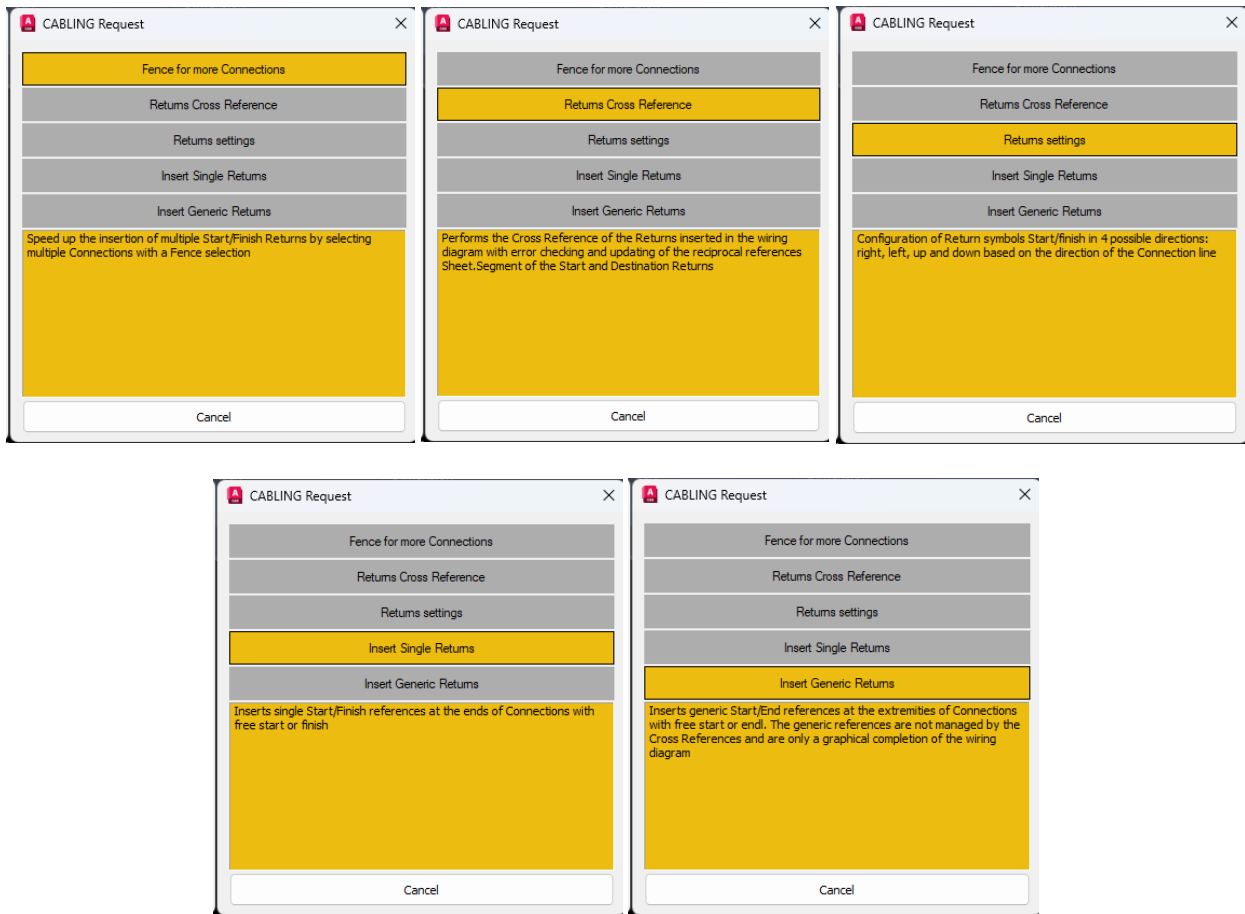 CABLING Request
Fence for more Connections
Returns Cross Reference
Returns settings
Insert Single Returns
Insert Generic Returns
Speed up the insertion of multiple Start/Finish Returns by selecting
multiple Connections with a Fence selection
Cancel
CABLING Request
Fence for more Connections
Returns Cross Reference
Returns settings
Insert Single Returns
Insert Generic Returns
Performs the Cross Reference of the Returns inserted in the wiring
diagram with error checking and updating of the reciprocal references
Sheet.Segment of the Start and Destination Returns
Cancel
CABLING Request
Fence for more Connections
Returns Cross Reference
Returns settings
Insert Single Returns
Insert Generic Returns
Configuration of Return symbols Start/finish in 4 possible directions:
right, left, up and down based on the direction of the Connection line
Cancel
CABLING Request
Fence for more Connections
Returns Cross Reference
Returns settings
Insert Single Returns
Insert Generic Returns
Inserts single Start/Finish references at the ends of Connections with
free start or finish
Cancel
CABLING Request
Fence for more Connections
Returns Cross Reference
Returns settings
Insert Single Returns
Insert Generic Returns
Inserts generic Start/End references at the extremities of Connections
with free start or endl. The generic references are not managed by the
Cross References and are only a graphical completion of the wiring
diagram
Cancel